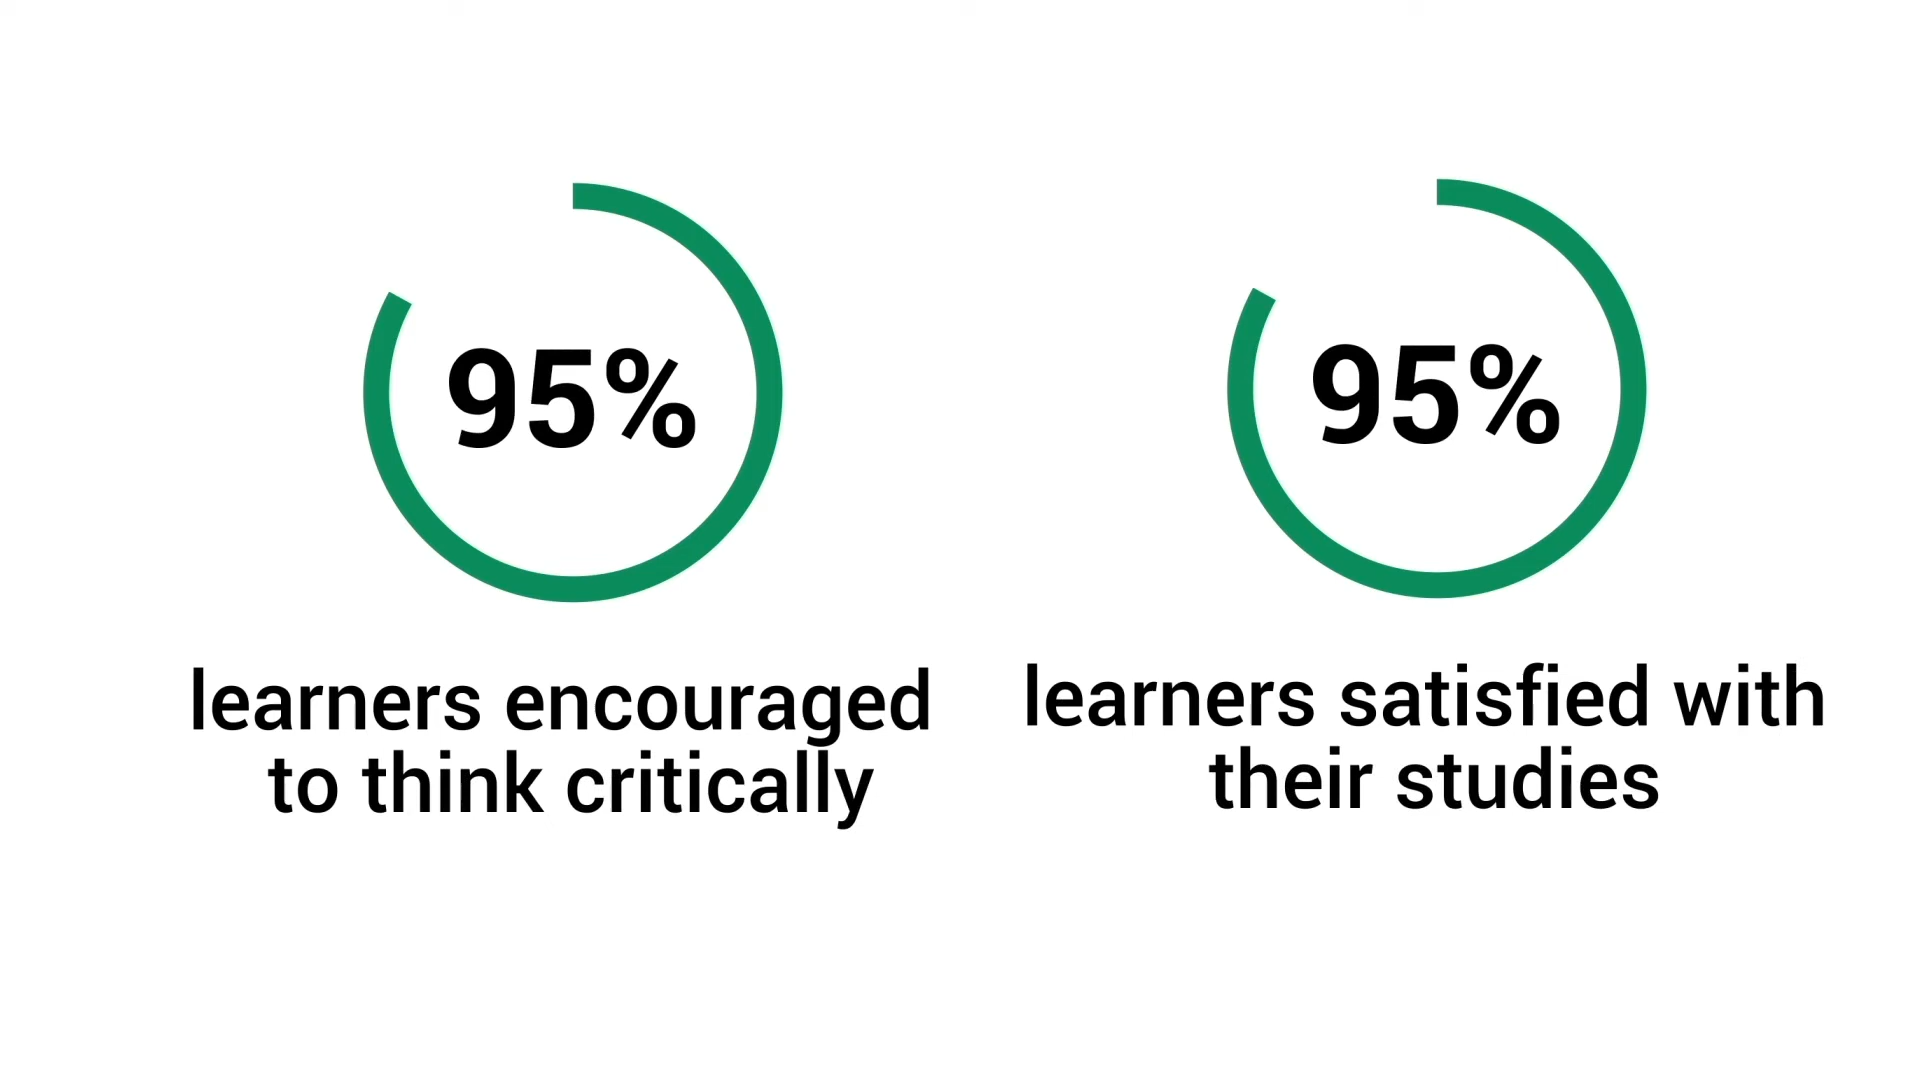 95%
learners encouraged
to think critically
95%
learners satisfied with
their studies